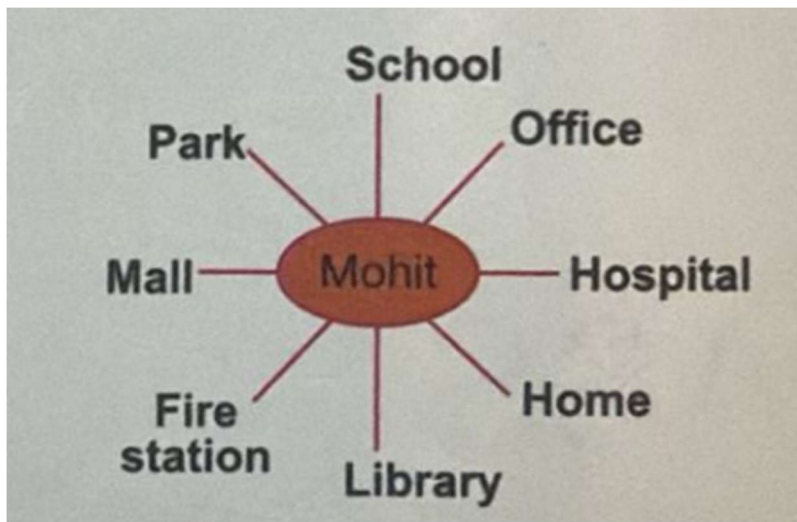 School
Office
Park
Mall
Mohit
Hospital
Home
Fire
station
Library